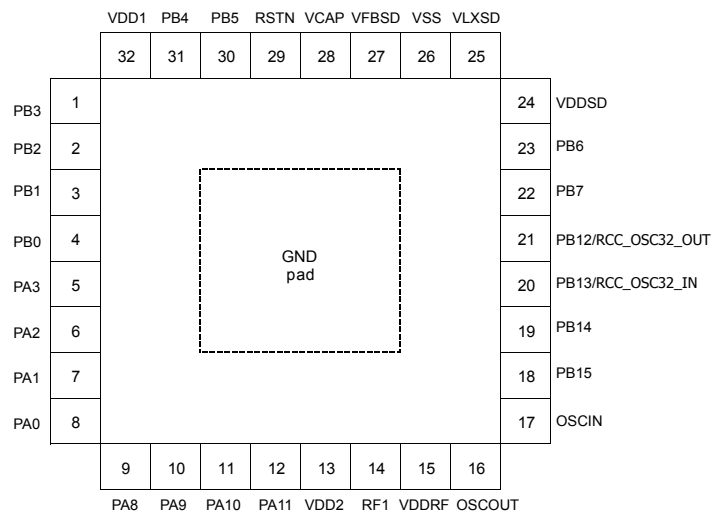 VDD1 PB4 PB5 RSTN VCAP VFBSD VSS VLXSD
32 31 30 29 28 27 26 25
PB3 1 24 VDDSD
PB2 2 23 PB6
PB1 3 22 PB7
PB0 4 21 PB12/RCC_OSC32_OUT
GND
pad
PA3 5 20 PB13/RCC_OSC32_IN
PA2 6 19 PB14
PA1 7 18 PB15
PA0 8 17 OSCIN
9 10 11 12 13 14 15 16
PA8 PA9 PA10 PA11 VDD2 RF1 VDDRF OSCOUT